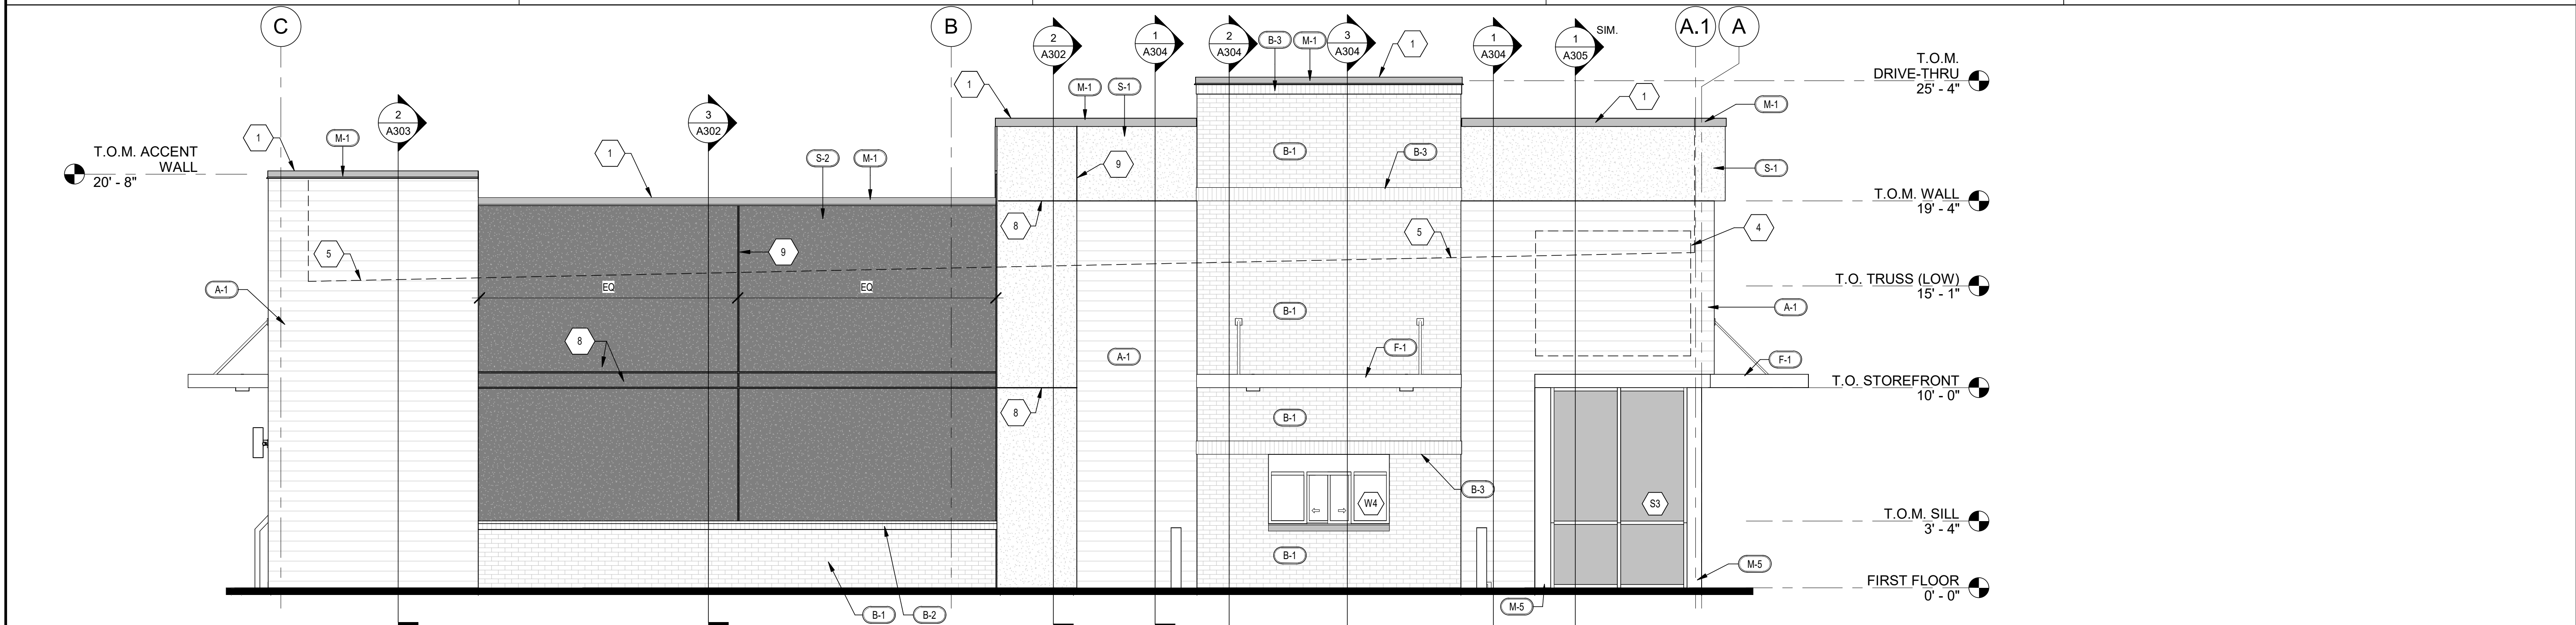 C
B
A.1
A
2
A302
1
A304
2
A304
B-3
M-1
3
A304
1
1
A304
1
A305
SIM.
T.O.M.
DRIVE-THRU
25' - 4"
1
M-1
S-1
1
M-1
2
A303
3
A302
1
M-1
T.O.M. ACCENT
WALL
20' - 8"
1
S-2
M-1
9
B-1
B-3
S-1
T.O.M. WALL
19' - 4"
8
5
4
5
9
A-1
EQ
EQ
T.O. TRUSS (LOW)
15' - 1"
B-1
A-1
8
A-1
F-1
F-1
T.O. STOREFRONT
10' - 0"
8
B-1
B-3
W4
S3
T.O.M. SILL
3' - 4"
B-1
M-5
FIRST FLOOR
0' - 0"
B-1
B-2
M-5